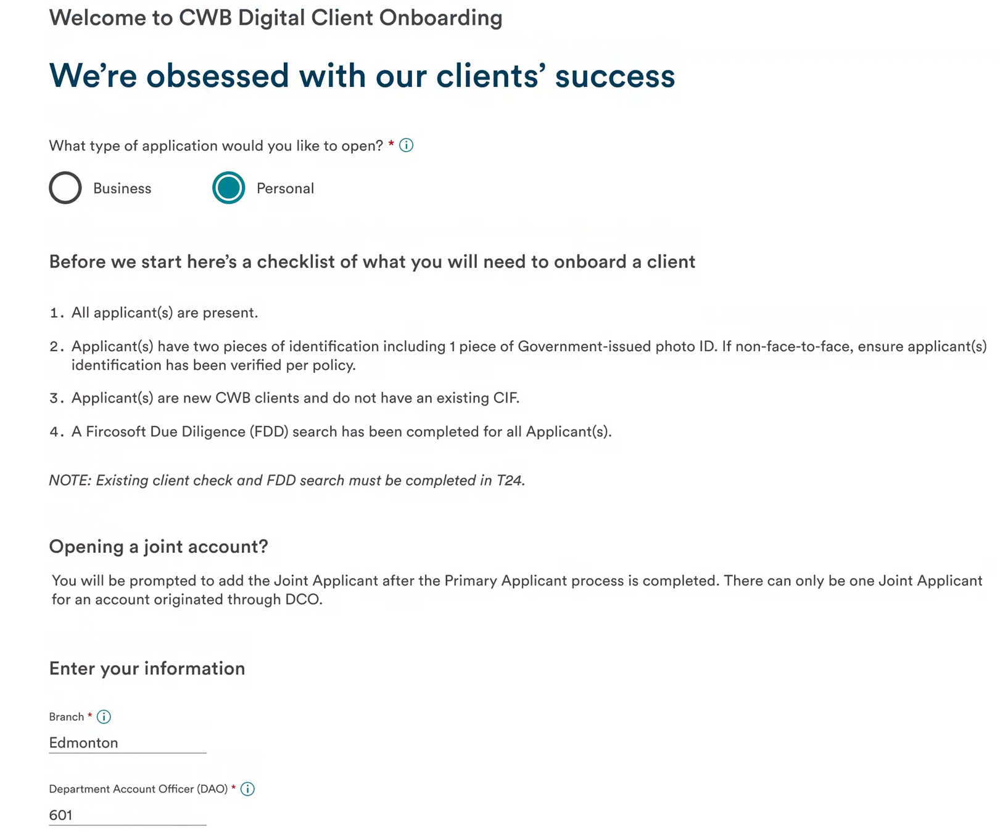 Welcome to CWB Digital Client Onboarding
We’re obsessed with our clients’ success
What type of application would you like to open? *
Business Personal
Before we start here’s a checklist of what you will need to onboard a client
1. All applicant(s) are present.
2. Applicant(s) have two pieces of identification including 1 piece of Government-issued photo ID. If non-face-to-face, ensure applicant(s)
identification has been verified per policy.
3. Applicant(s) are new CWB clients and do not have an existing CIF.
4. A Fircosoft Due Diligence (FDD) search has been completed for all Applicant(s).
NOTE: Existing client check and FDD search must be completed in T24.
Opening a joint account?
You will be prompted to add the Joint Applicant after the Primary Applicant process is completed. There can only be one Joint Applicant
for an account originated through DCO.
Enter your information
Branch *
Edmonton
Department Account Officer (DAO) *
601